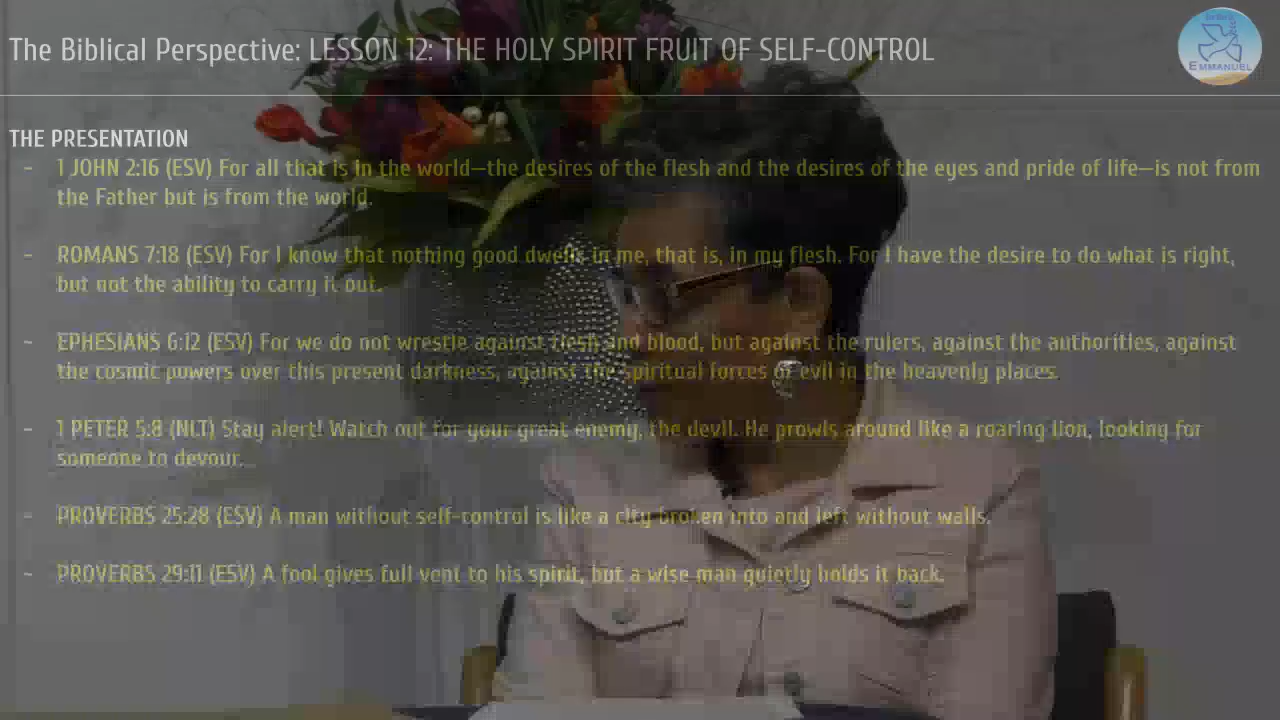 The Biblical Perspective: LESSON 12: THE HOLY SPIRIT FRUIT OF SELF-CONTROL
EMMANUEL
THE PRESENTATION
- 1 JOHN 2:16 (ESV) For all that is in the world—the desires of the flesh and the desires of the eyes and pride of life—is not from
the Father but is from the world.
- ROMANS 7:18 (ESV) For I know that nothing good dwells in me, that is, in my flesh. For I have the desire to do what is right,
but not the ability to carry it out.
- EPHESIANS 6:12 (ESV) For we do not wrestle against flesh and blood, but against the rulers, against the authorities, against
the cosmic powers over this present darkness, against the spiritual forces of evil in the heavenly places.
- 1 PETER 5:8 (NLT) Stay alert! Watch out for your great enemy, the devil. He prowls around like a roaring lion, looking for
someone to devour.
- PROVERBS 25:28 (ESV) A man without self-control is like a city broken into and left without walls.
- PROVERBS 29:11 (ESV) A fool gives full vent to his spirit, but a wise man quietly holds it back.